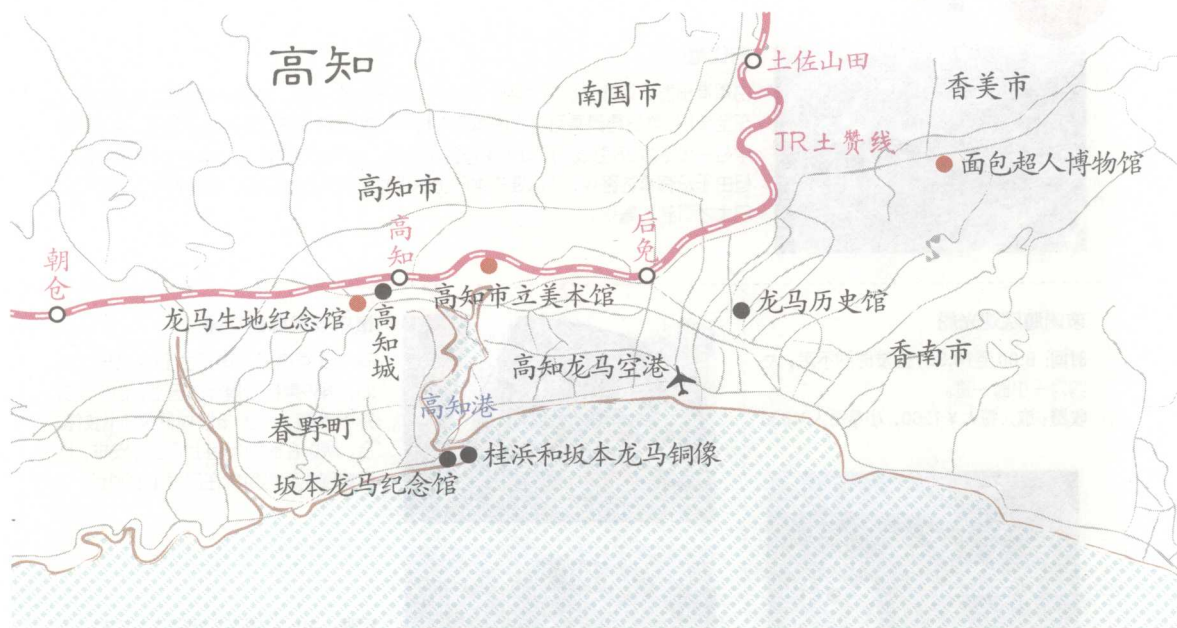 高知
土佐山田
南国市
香美市
JR土赞线
面包超人博物馆
高知市
高知
后免
朝仓
高知市立美术馆
龙马历史馆
龙马生地纪念馆
高知城
香南市
高知龙马空港
高知港
春野町
桂浜和坂本龙马铜像
坂本龙马纪念馆